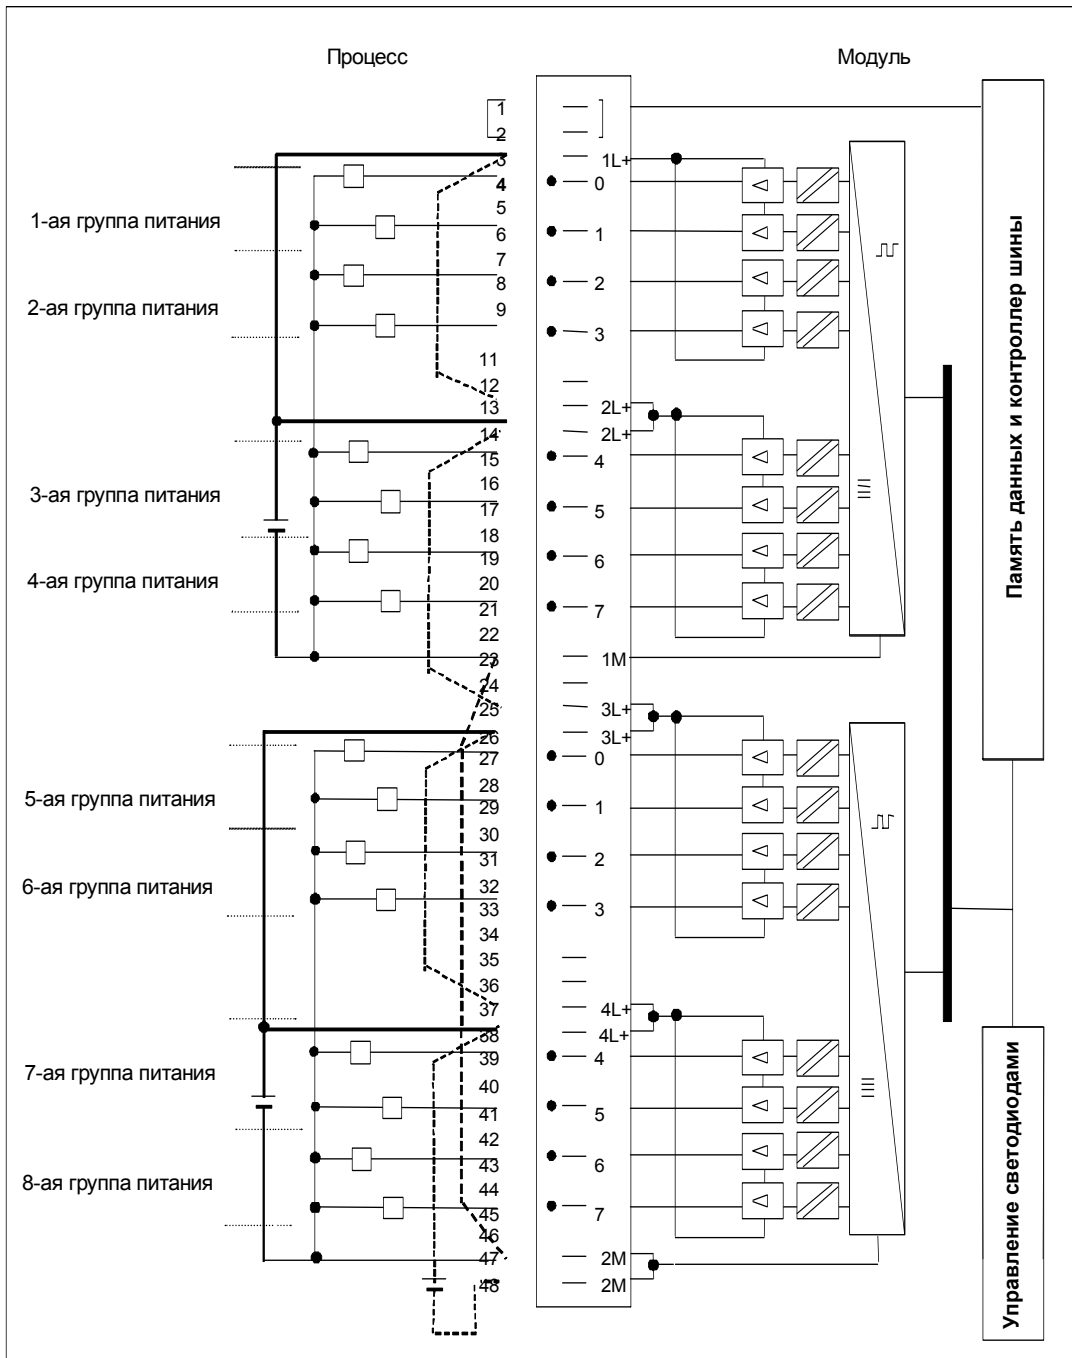 Процесс
Модуль
1
2
3
4
5
6
7
8
9
11
12
13
14
15
16
17
18
19
20
21
22
23
24
25
26
27
28
29
30
31
32
33
34
35
36
37
38
39
40
41
42
43
44
45
46
47
48
1-ая группа питания
2-ая группа питания
3-ая группа питания
4-ая группа питания
5-ая группа питания
6-ая группа питания
7-ая группа питания
8-ая группа питания
1L+
0
1
2
3
2L+
2L+
4
5
6
7
1M
3L+
3L+
0
1
2
3
4L+
4L+
4
5
6
7
2M
2M
Память данных и контроллер шины
Управление светодиодами